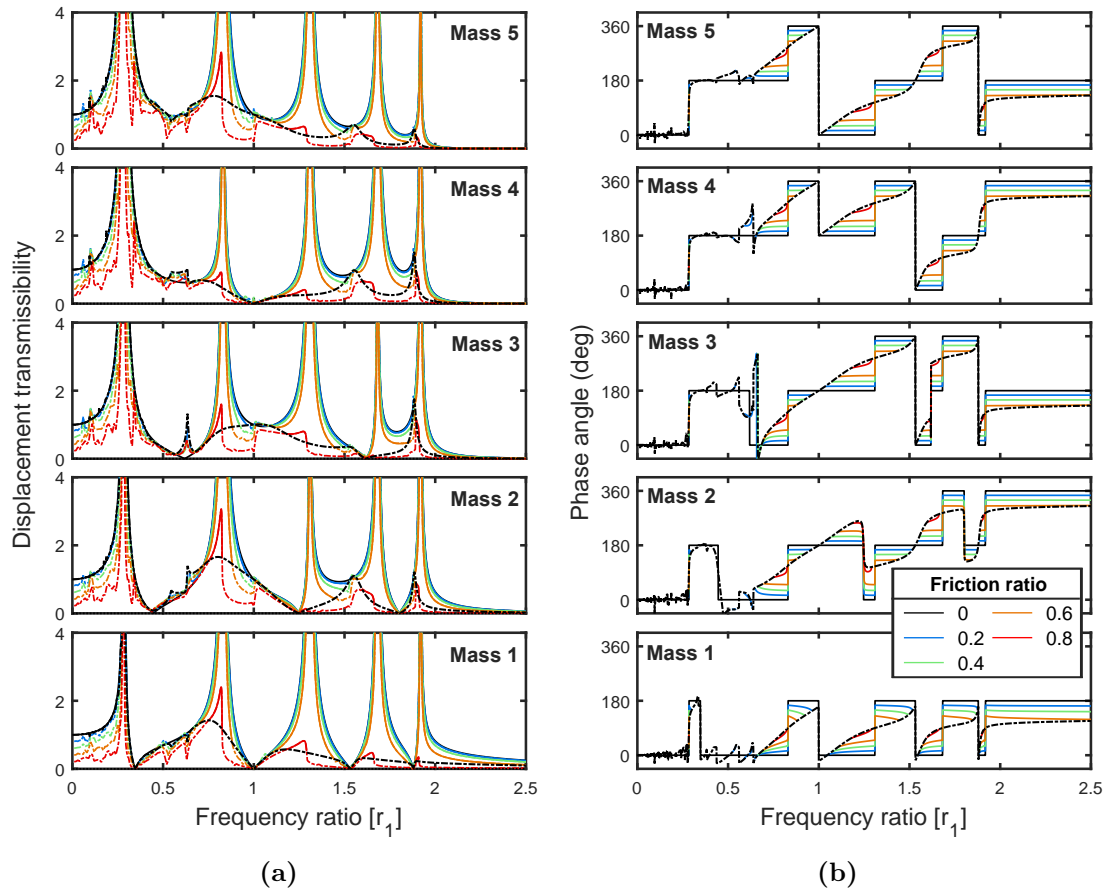 Displacement transmissibility
4
2
0
Mass 5
4
2
0
Mass 4
4
2
0
Mass 3
4
2
0
Mass 2
4
2
0
Mass 1
0 0.5 1 1.5 2 2.5
Frequency ratio [r1]
(a)
Phase angle (deg)
360
180
0
Mass 5
360
180
0
Mass 4
360
180
0
Mass 3
360
180
0
Mass 2
360
180
0
Mass 1
Friction ratio
0 0.6
0.2 0.8
0.4
0 0.5 1 1.5 2 2.5
Frequency ratio [r1]
(b)